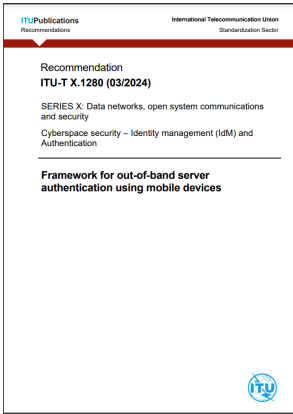 ITUPublications
International Telecommunication Union
Recommendations
Standardization Sector
Recommendation
ITU-T X.1280 (03/2024)
SERIES X: Data networks, open system communications
and security
Cyberspace security – Identity management (IdM) and
Authentication
Framework for out-of-band server
authentication using mobile devices
ITU